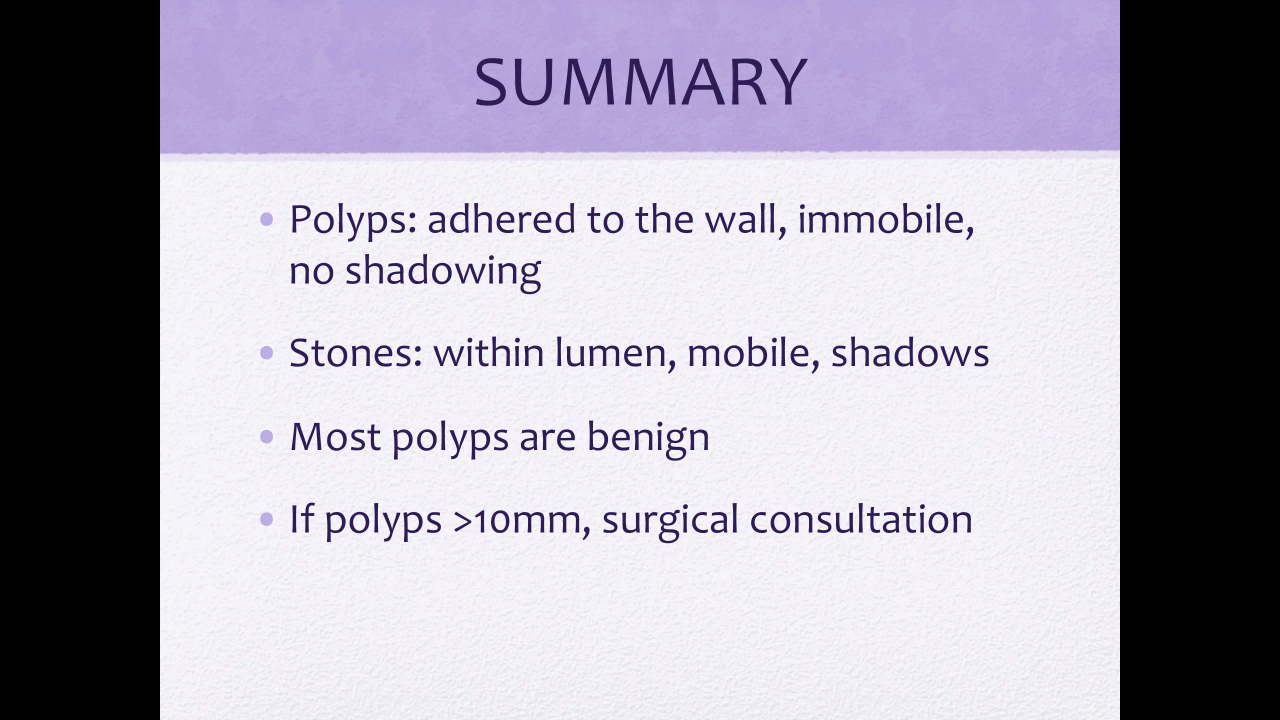 SUMMARY
• Polyps: adhered to the wall, immobile,
no shadowing
• Stones: within lumen, mobile, shadows
• Most polyps are benign
• If polyps >10mm, surgical consultation